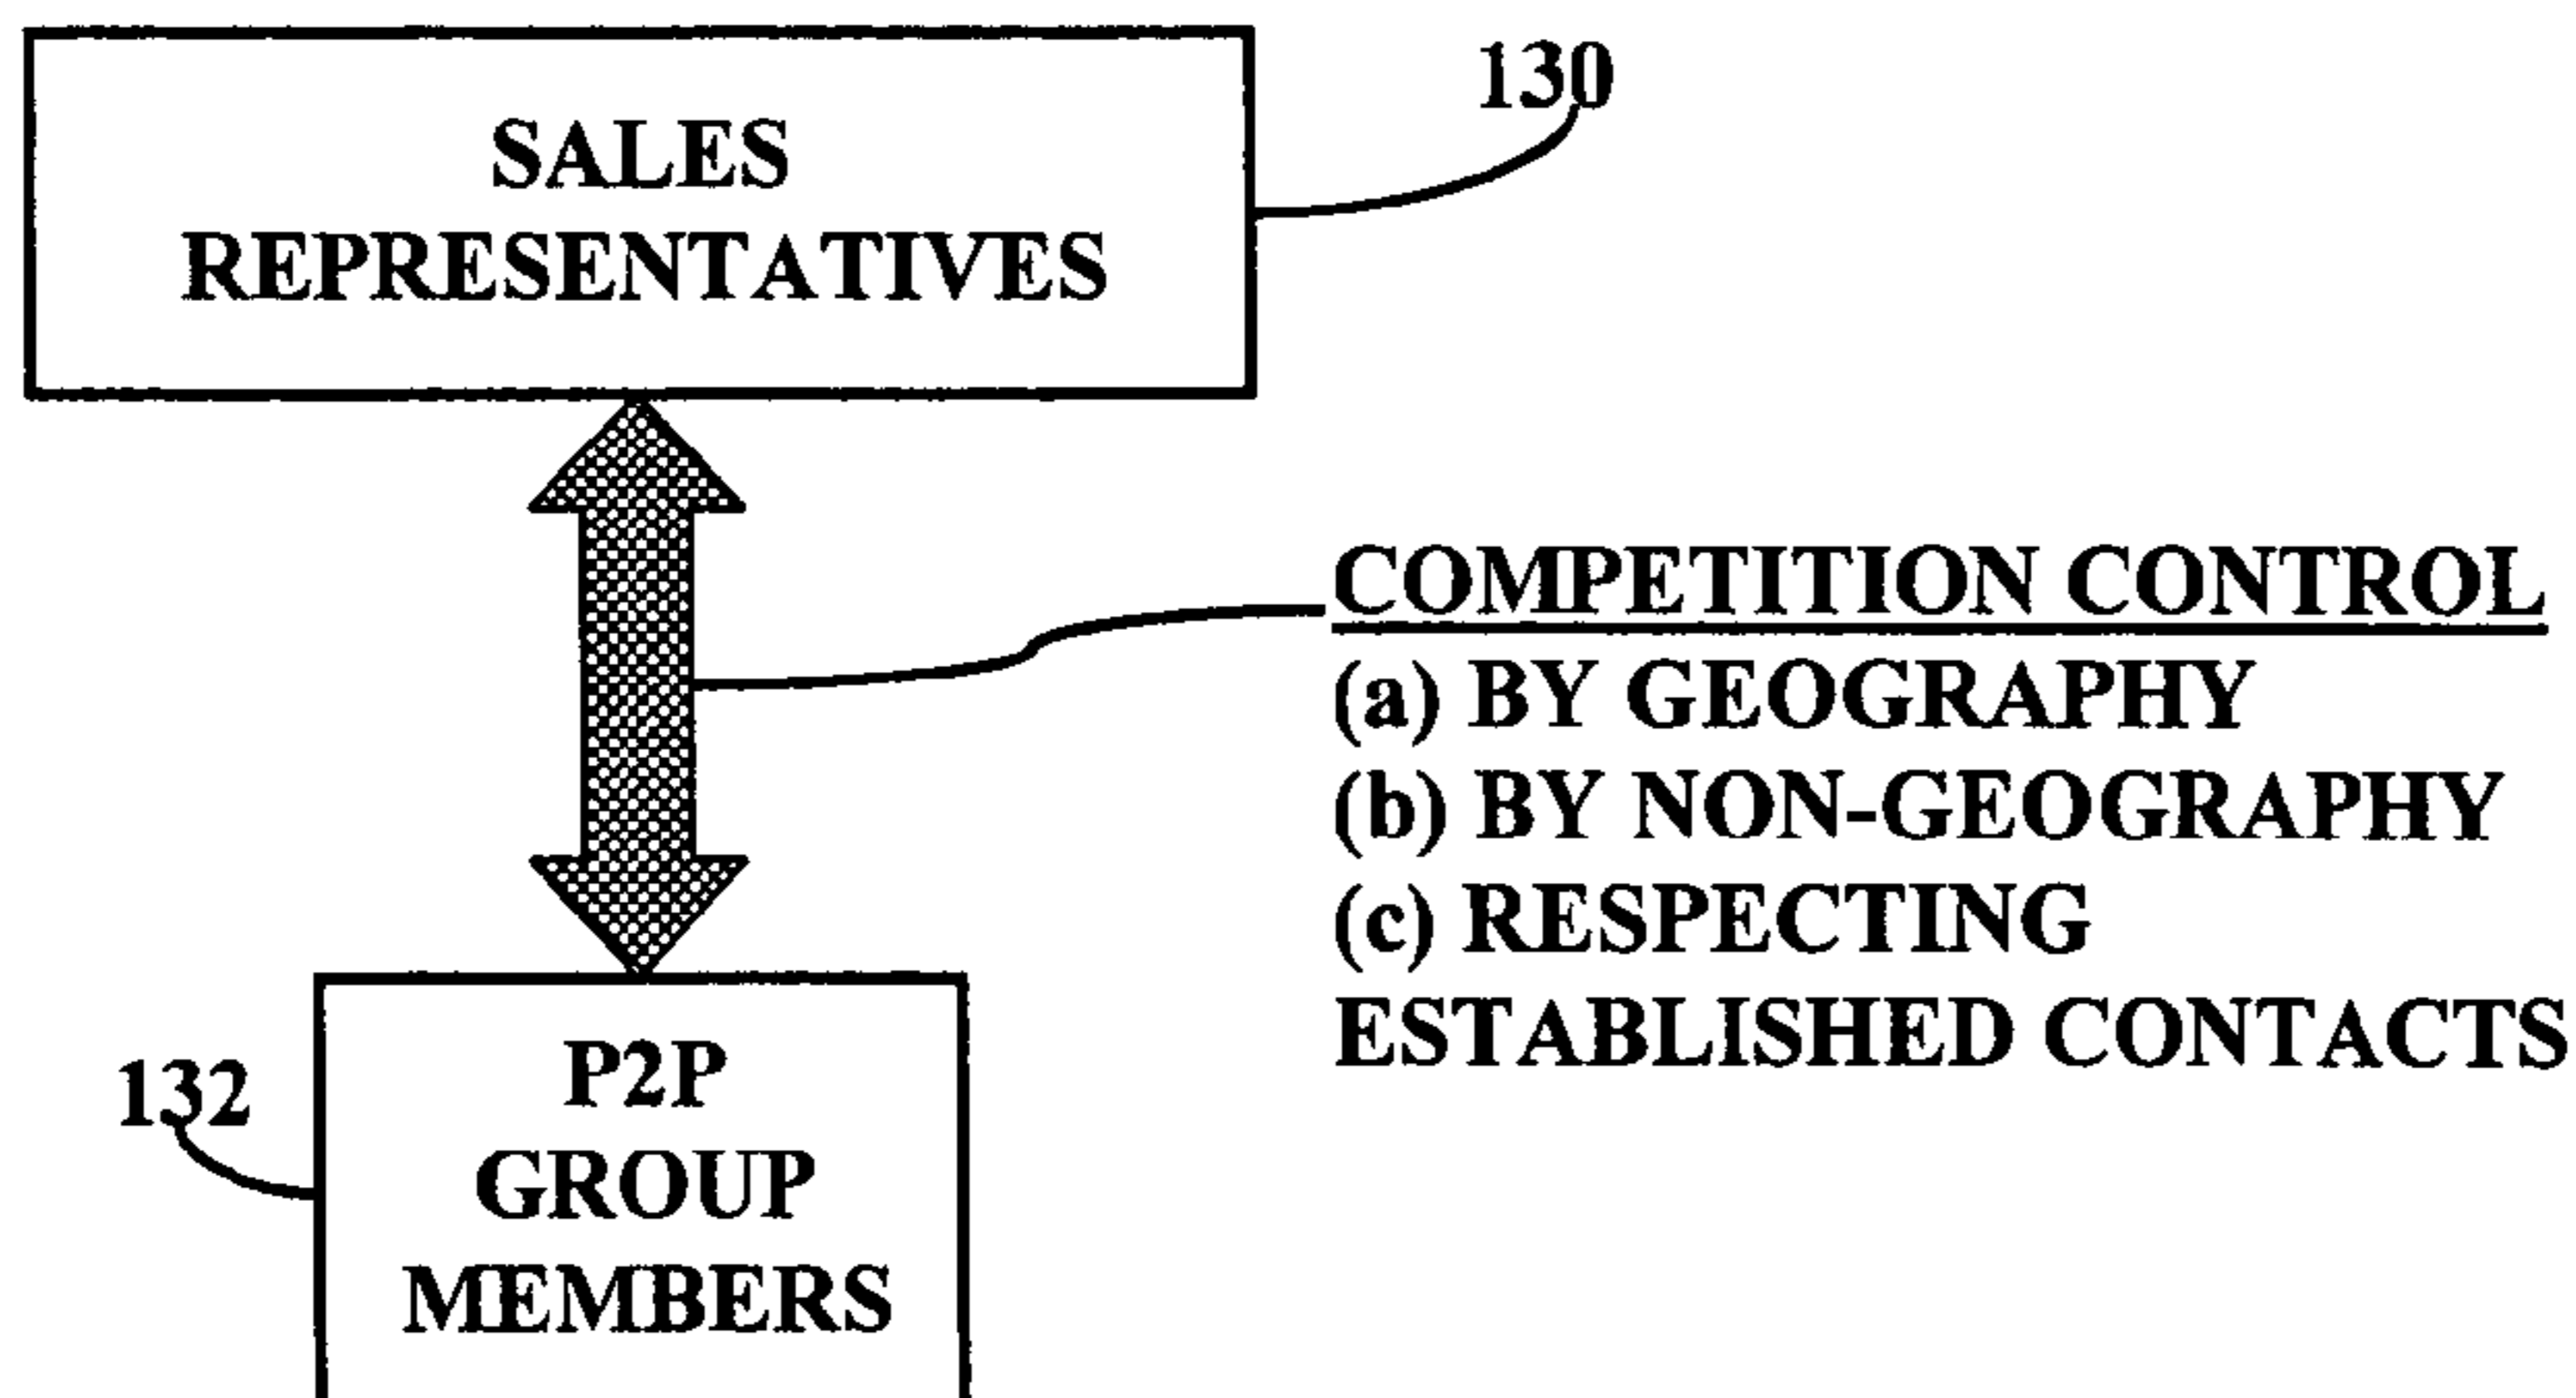 130
SALES
REPRESENTATIVES
COMPETITION CONTROL
(a) BY GEOGRAPHY
(b) BY NON-GEOGRAPHY
(c) RESPECTING
ESTABLISHED CONTACTS
132
P2P
GROUP
MEMBERS